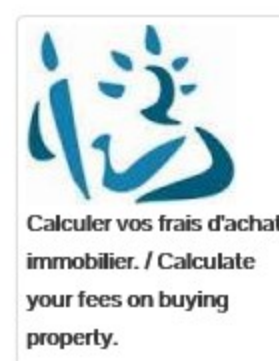 Calculer vos frais d'achat
immobilier. / Calculate
your fees on buying
property.